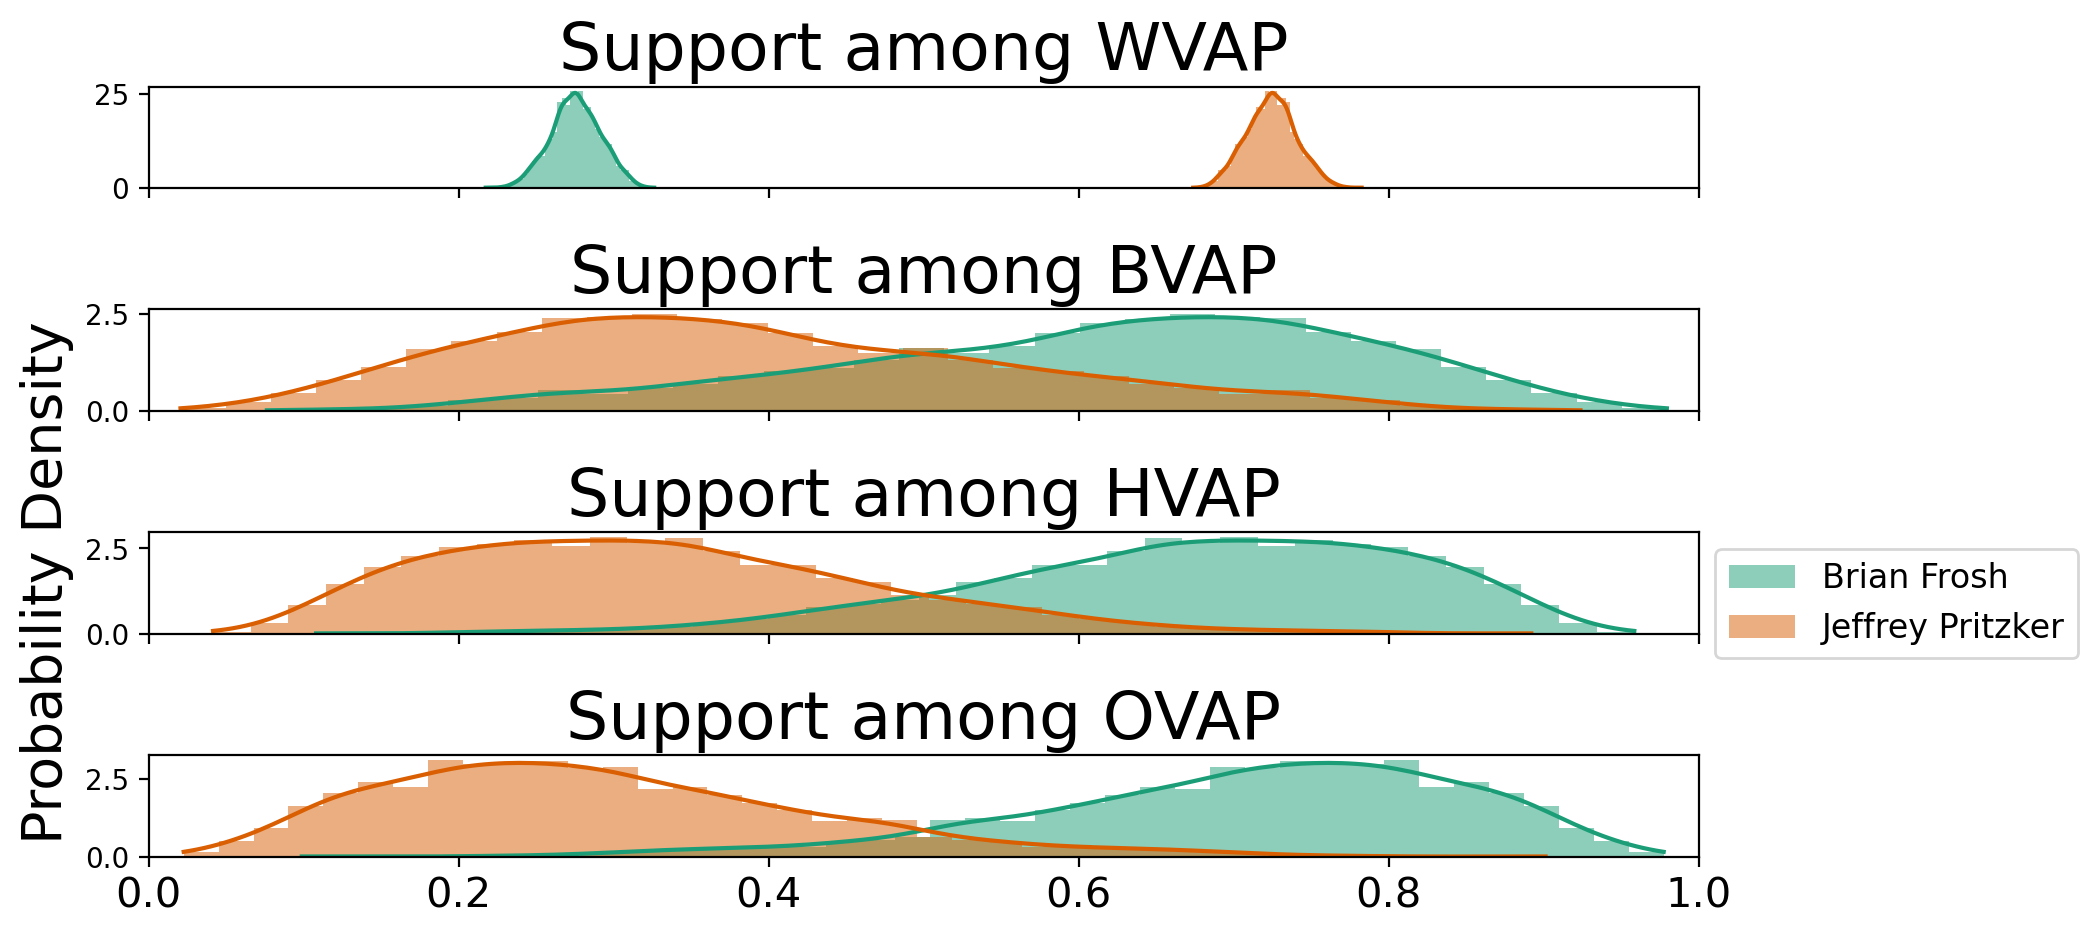 Support among WVAP
25
0
Support among BVAP
2.5
0.0
Support among HVAP
2.5
0.0
Support among OVAP
2.5
0.0
0.0 0.2 0.4 0.6 0.8 1.0
Probability Density
Brian Frosh
Jeffrey Pritzker